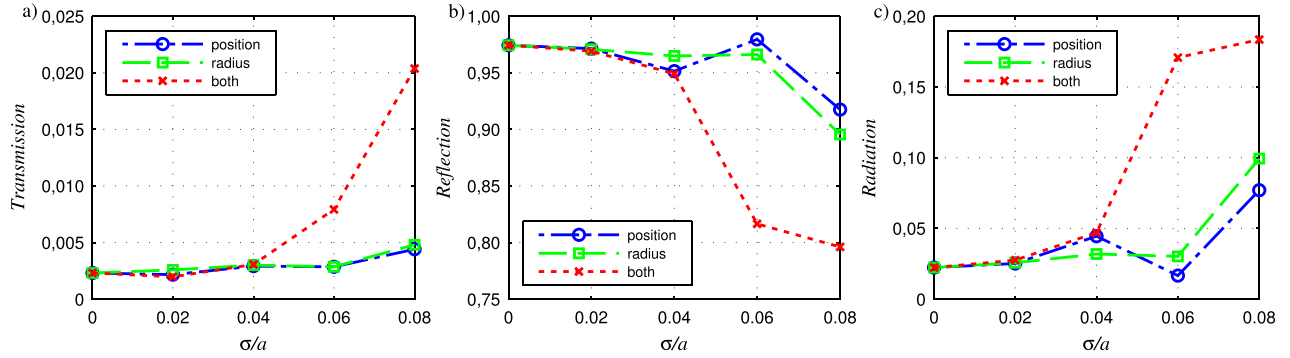 a)
Transmission
0,025
0,020
0,015
0,010
0,005
0
position
radius
both
0
0.02
0.04
0.06
0.08
σ/a
b)
Reflection
1,00
0,95
0,90
0,85
0,80
0,75
position
radius
both
0
0.02
0.04
0.06
0.08
σ/a
c)
Radiation
0,20
0,15
0,10
0,05
0
position
radius
both
0
0.02
0.04
0.06
0.08
σ/a